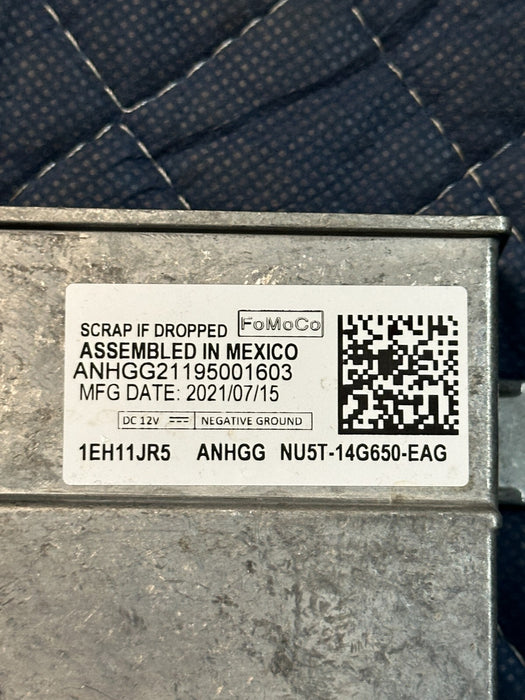 SCRAP IF DROPPED FoMoCo
ASSEMBLED IN MEXICO
ANHGG21195001603
MFG DATE: 2021/07/15
DC 12V NEGATIVE GROUND
1EH11JR5 ANHGG NU5T-14G650-EAG